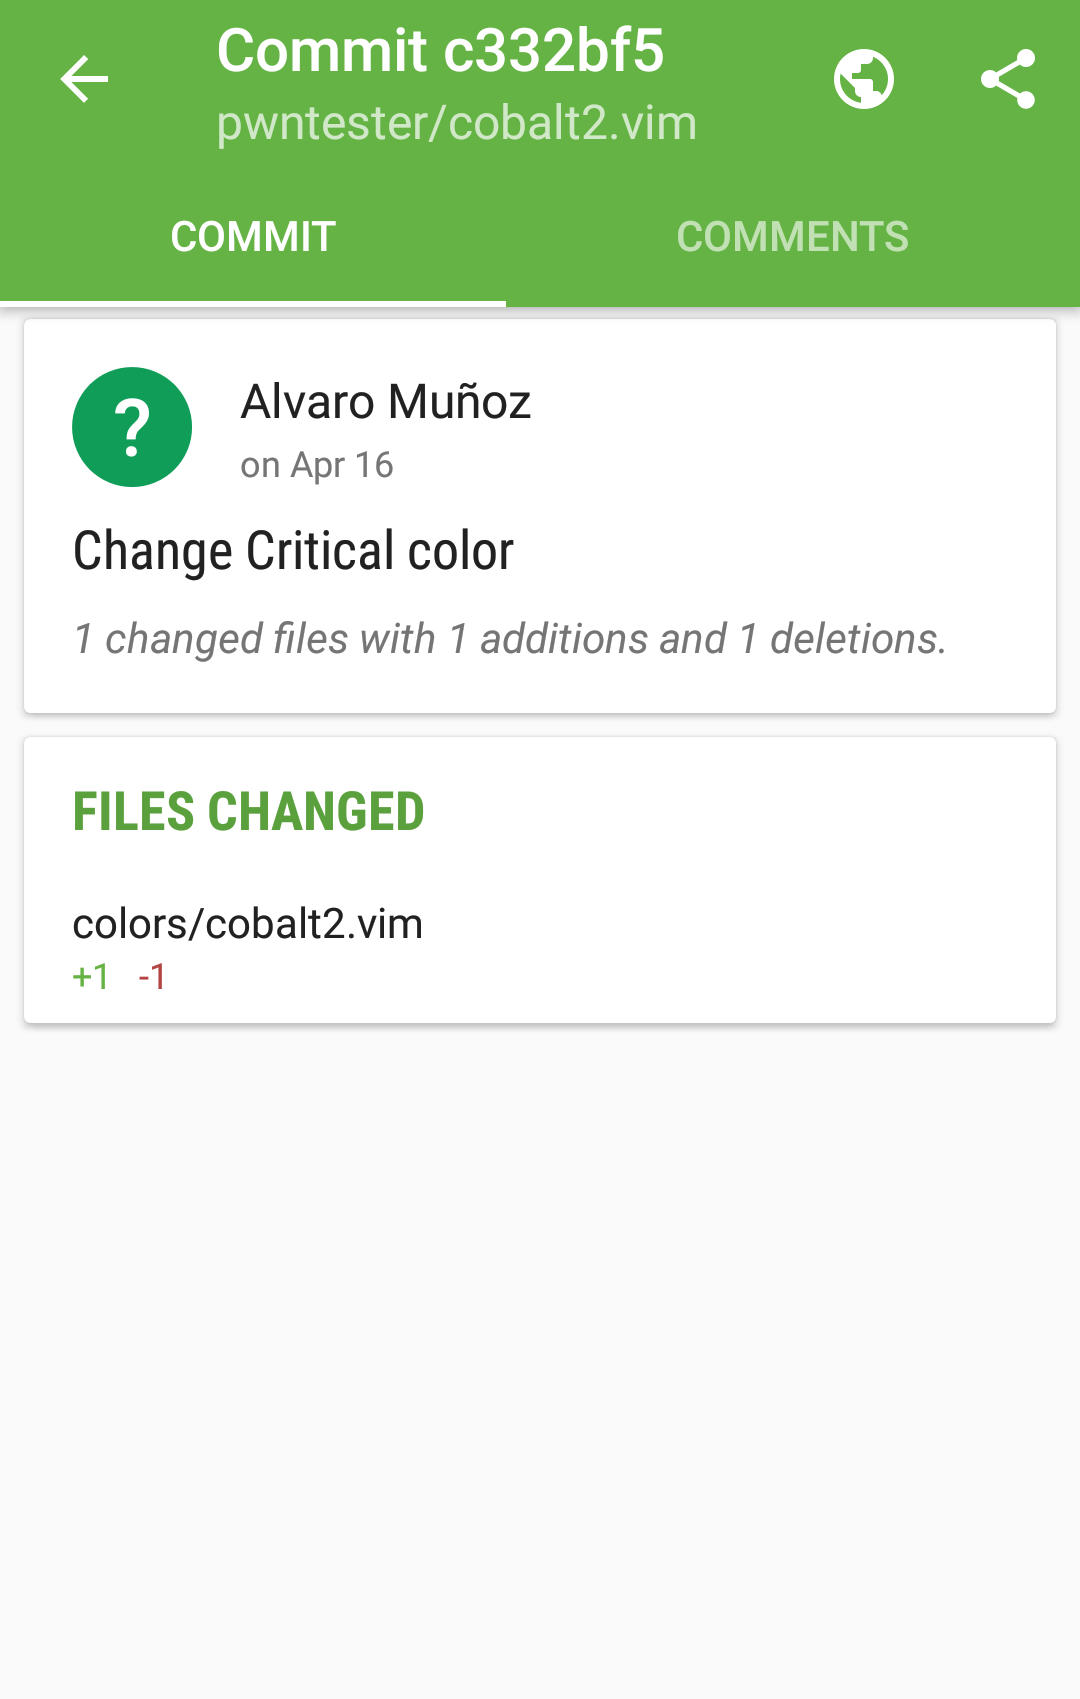 Commit c332bf5
pwntester/cobalt2.vim
COMMIT
COMMENTS
?
Alvaro Muñoz
on Apr 16
Change Critical color
1 changed files with 1 additions and 1 deletions.
FILES CHANGED
colors/cobalt2.vim
+1 -1